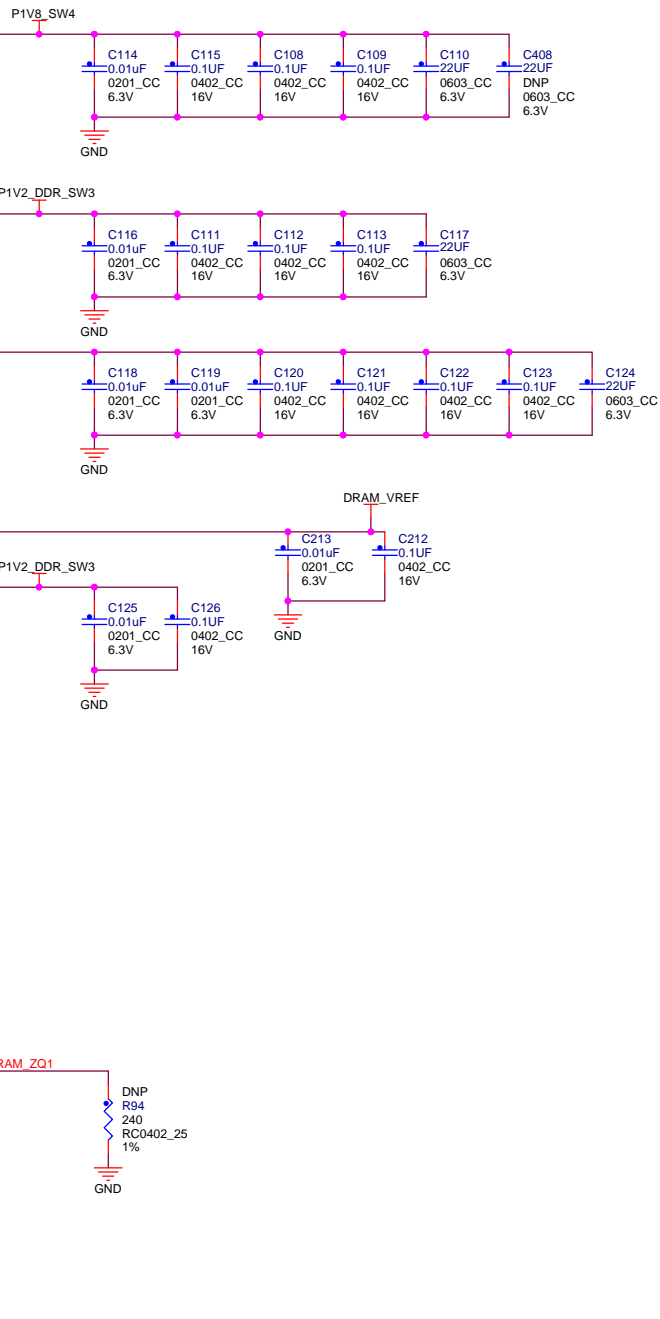 P1V8_SW4
C114
0.01uF
0201_CC
6.3V
C115
0.1UF
0402_CC
16V
C108
0.1UF
0402_CC
16V
C109
0.1UF
0402_CC
16V
C110
22UF
0603_CC
6.3V
C408
22UF
DNP
0603_CC
6.3V
GND
P1V2_DDR_SW3
C116
0.01uF
0201_CC
6.3V
C111
0.1UF
0402_CC
16V
C112
0.1UF
0402_CC
16V
C113
0.1UF
0402_CC
16V
C117
22UF
0603_CC
6.3V
GND
C118
0.01uF
0201_CC
6.3V
C119
0.01uF
0201_CC
6.3V
C120
0.1UF
0402_CC
16V
C121
0.1UF
0402_CC
16V
C122
0.1UF
0402_CC
16V
C123
0.1UF
0402_CC
16V
C124
22UF
0603_CC
6.3V
GND
DRAM_VREF
C213
0.01uF
0201_CC
6.3V
C212
0.1UF
0402_CC
16V
GND
P1V2_DDR_SW3
C125
0.01uF
0201_CC
6.3V
C126
0.1UF
0402_CC
16V
GND
RAM_ZQ1
DNP
R94
240
RC0402_25
1%
GND